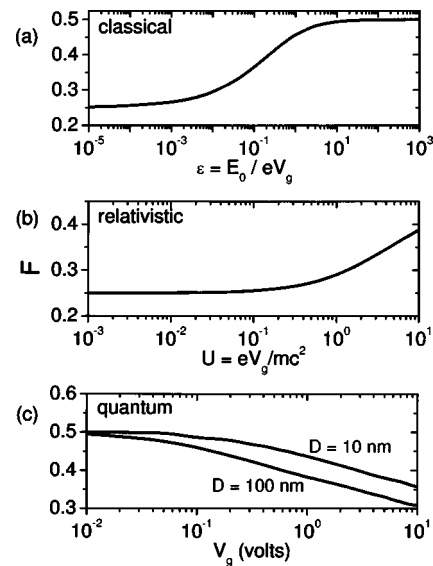 (a)
classical
0.5
0.4
0.3
0.2
10⁻⁵ 10⁻³ 10⁻¹ 10¹ 10³
ε = E₀ / eV_g
(b)
relativistic
0.4
0.3
0.2
10⁻³ 10⁻² 10⁻¹ 10⁰ 10¹
U = eV_g/mc²
F
(c)
quantum
0.6
0.5
0.4
0.3
D = 10 nm
D = 100 nm
10⁻² 10⁻¹ 10⁰ 10¹
V_g (volts)